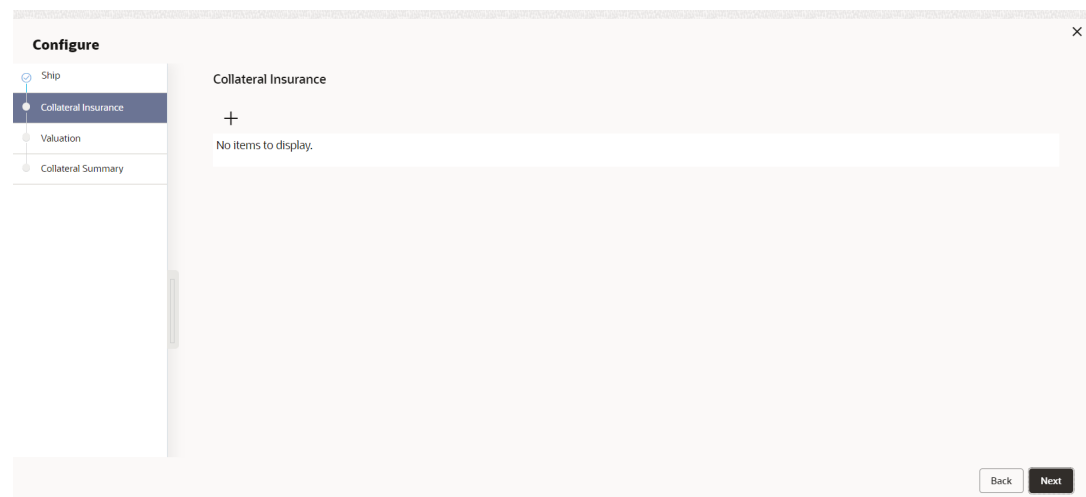 Configure
Ship
Collateral Insurance
Valuation
Collateral Summary
Collateral Insurance
No items to display.
Back
Next